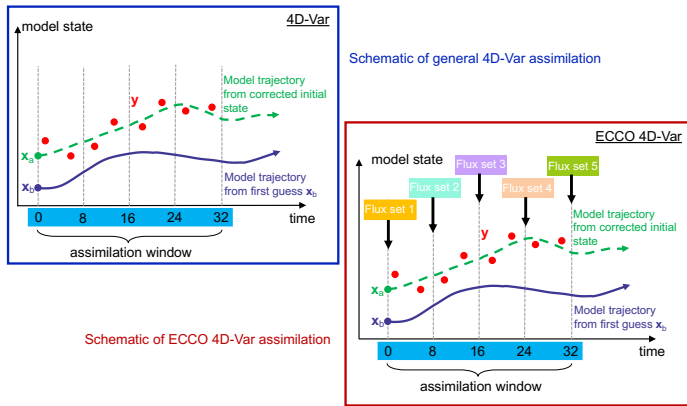 4D-Var
model state
Schematic of general 4D-Var assimilation
Model trajectory
from corrected initial
state
y
xa
xb
Model trajectory
from first guess xb
0 8 16 24 32
time
assimilation window
ECCO 4D-Var
model state
Flux set 1
Flux set 2
Flux set 3
Flux set 4
Flux set 5
Model trajectory
from corrected initial
state
y
xa
xb
Model trajectory
from first guess xb
0 8 16 24 32
time
assimilation window
Schematic of ECCO 4D-Var assimilation